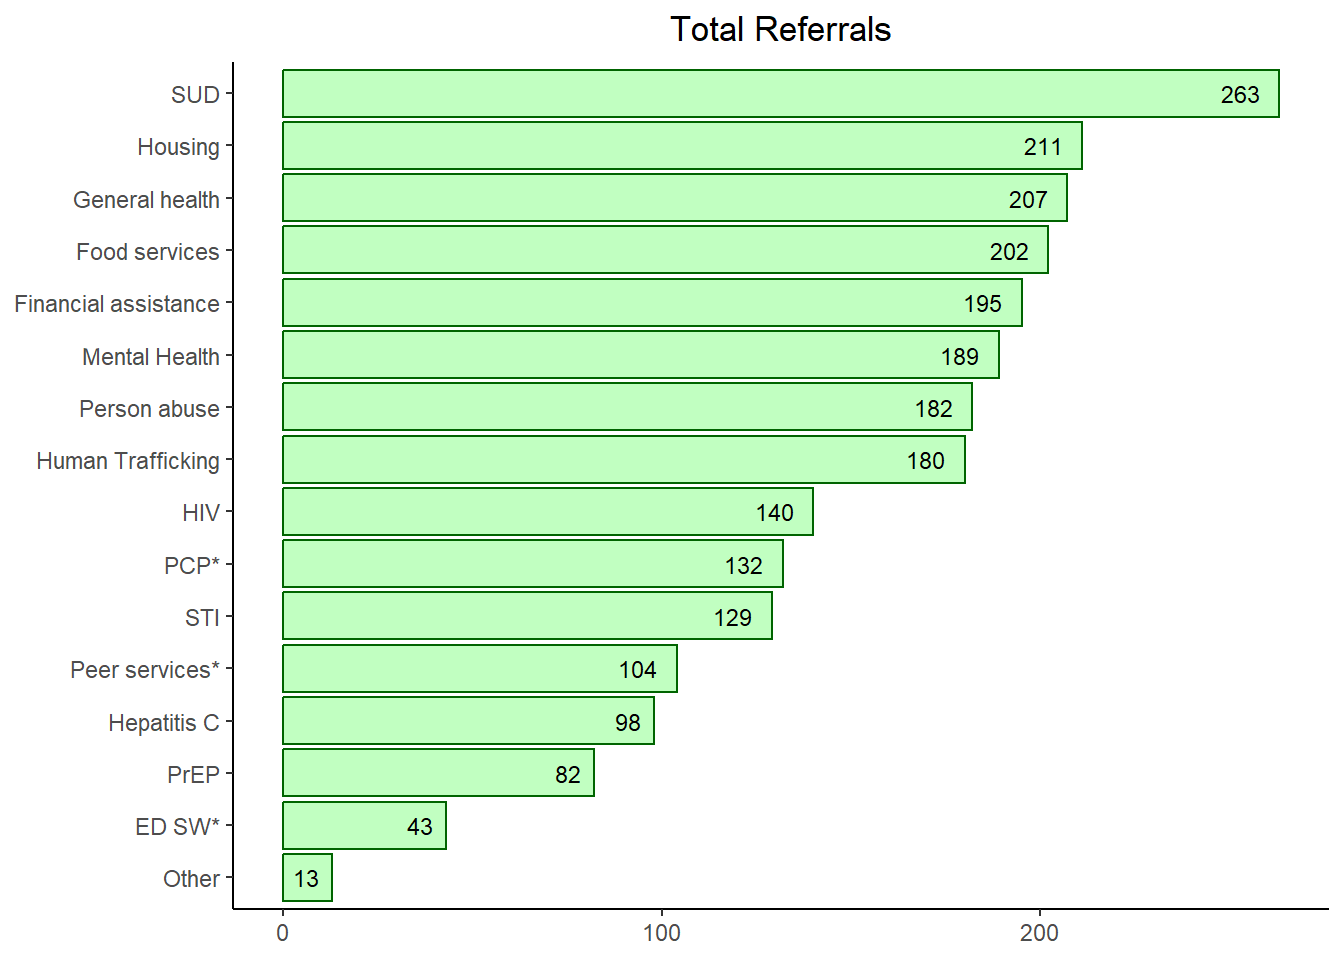 Total Referrals
SUD 263
Housing 211
General health 207
Food services 202
Financial assistance 195
Mental Health 189
Person abuse 182
Human Trafficking 180
HIV 140
PCP* 132
STI 129
Peer services* 104
Hepatitis C 98
PrEP 82
ED SW* 43
Other 13
0 100 200